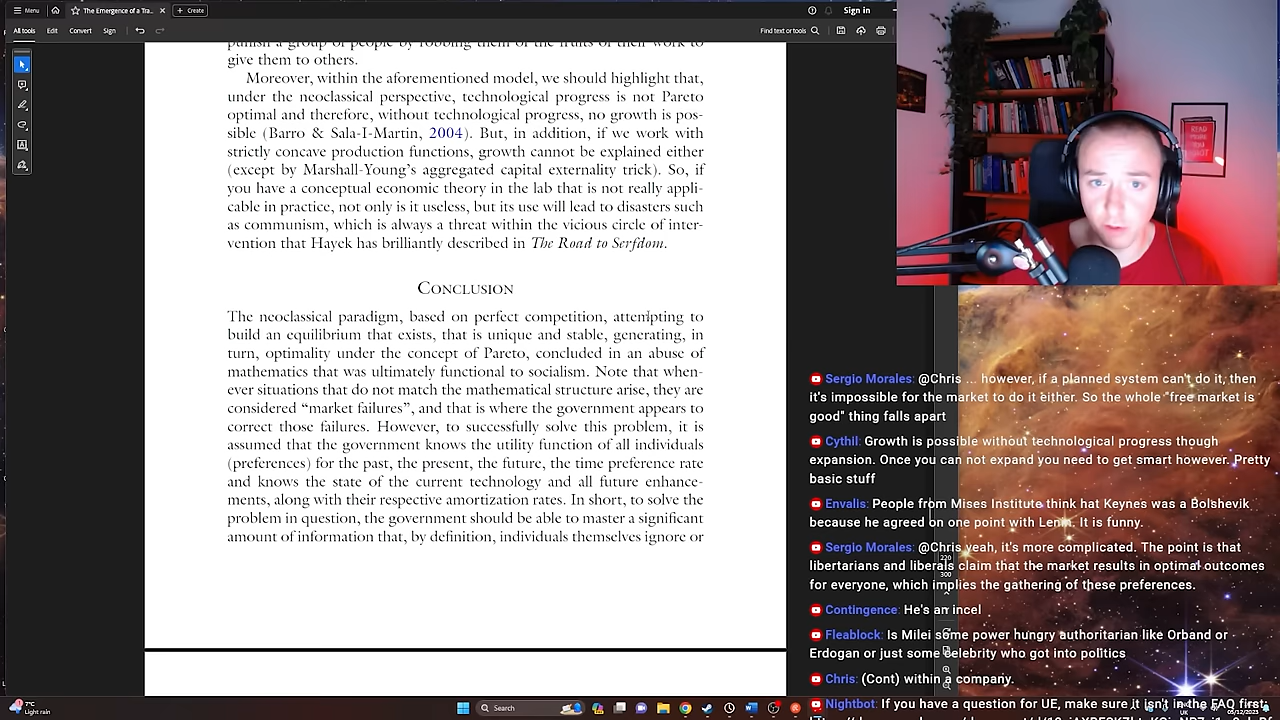 Menu
The Emergence of a Tra...
Create
Sign in
All tools Edit Convert Sign
Find text or tools
punish a group of people by robbing them of the fruits of their work to
give them to others.
Moreover, within the aforementioned model, we should highlight that,
under the neoclassical perspective, technological progress is not Pareto
optimal and therefore, without technological progress, no growth is pos-
sible (Barro & Sala-I-Martin, 2004). But, in addition, if we work with
strictly concave production functions, growth cannot be explained either
(except by Marshall-Young's aggregated capital externality trick). So, if
you have a conceptual economic theory in the lab that is not really appli-
cable in practice, not only is it useless, but its use will lead to disasters such
as communism, which is always a threat within the vicious circle of inter-
vention that Hayek has brilliantly described in The Road to Serfdom.
CONCLUSION
The neoclassical paradigm, based on perfect competition, attempting to
build an equilibrium that exists, that is unique and stable, generating, in
turn, optimality under the concept of Pareto, concluded in an abuse of
mathematics that was ultimately functional to socialism. Note that when-
ever situations that do not match the mathematical structure arise, they are
considered “market failures”, and that is where the government appears to
correct those failures. However, to successfully solve this problem, it is
assumed that the government knows the utility function of all individuals
(preferences) for the past, the present, the future, the time preference rate
and knows the state of the current technology and all future enhance-
ments, along with their respective amortization rates. In short, to solve the
problem in question, the government should be able to master a significant
amount of information that, by definition, individuals themselves ignore or
READ
Sergio Morales: @Chris ... however, if a planned system can't do it, then
it's impossible for the market to do it either. So the whole "free market is
good" thing falls apart
Cythil: Growth is possible without technological progress though
expansion. Once you can not expand you need to get smart however. Pretty
basic stuff
Envalis: People from Mises Institute think hat Keynes was a Bolshevik
because he agreed on one point with Lenin. It is funny.
Sergio Morales: @Chris yeah, it's more complicated. The point is that
libertarians and liberals claim that the market results in optimal outcomes
for everyone, which implies the gathering of these preferences.
Contingence: He's an incel
Fleablock: Is Milei some power hungry authoritarian like Orband or
Erdogan or just some celebrity who got into politics
Chris: (Cont) within a company.
Nightbot: If you have a question for UE, make sure it isn't in the FAQ first
220
300
7°C
Light rain
Search
UK
05/12/2023